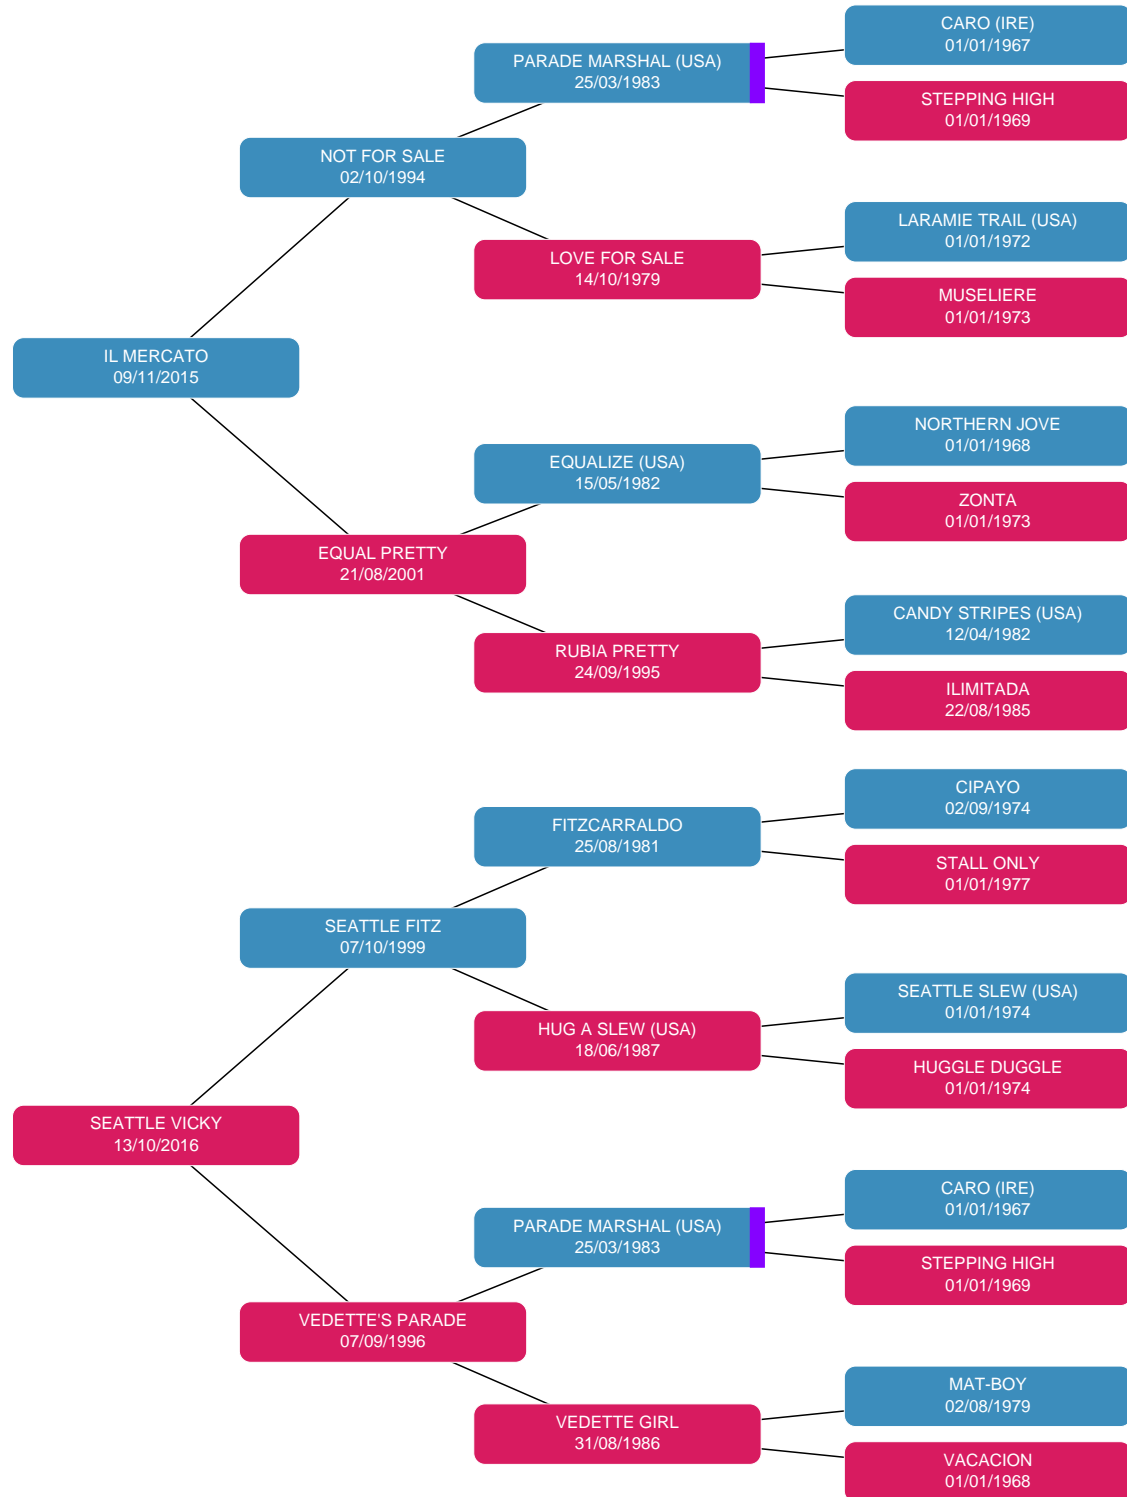 CARO (IRE)
01/01/1967
PARADE MARSHAL (USA)
25/03/1983
STEPPING HIGH
01/01/1969
NOT FOR SALE
02/10/1994
LARAMIE TRAIL (USA)
01/01/1972
LOVE FOR SALE
14/10/1979
MUSELIERE
01/01/1973
IL MERCATO
09/11/2015
NORTHERN JOVE
01/01/1968
EQUALIZE (USA)
15/05/1982
ZONTA
01/01/1973
EQUAL PRETTY
21/08/2001
CANDY STRIPES (USA)
12/04/1982
RUBIA PRETTY
24/09/1995
ILIMITADA
22/08/1985
CIPAYO
02/09/1974
FITZCARRALDO
25/08/1981
STALL ONLY
01/01/1977
SEATTLE FITZ
07/10/1999
SEATTLE SLEW (USA)
01/01/1974
HUG A SLEW (USA)
18/06/1987
HUGGLE DUGGLE
01/01/1974
SEATTLE VICKY
13/10/2016
CARO (IRE)
01/01/1967
PARADE MARSHAL (USA)
25/03/1983
STEPPING HIGH
01/01/1969
VEDETTE'S PARADE
07/09/1996
MAT-BOY
02/08/1979
VEDETTE GIRL
31/08/1986
VACACION
01/01/1968